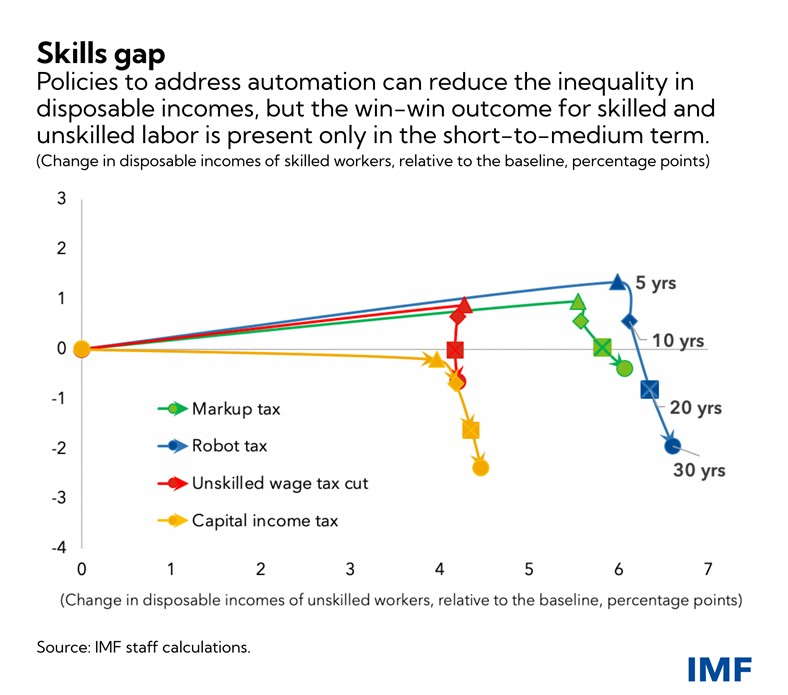 Skills gap
Policies to address automation can reduce the inequality in
disposable incomes, but the win-win outcome for skilled and
unskilled labor is present only in the short-to-medium term.
(Change in disposable incomes of skilled workers, relative to the baseline, percentage points)
3
2
1
0
-1
-2
-3
-4
5 yrs
10 yrs
20 yrs
30 yrs
Markup tax
Robot tax
Unskilled wage tax cut
Capital income tax
0 1 2 3 4 5 6 7
(Change in disposable incomes of unskilled workers, relative to the baseline, percentage points)
Source: IMF staff calculations.
IMF